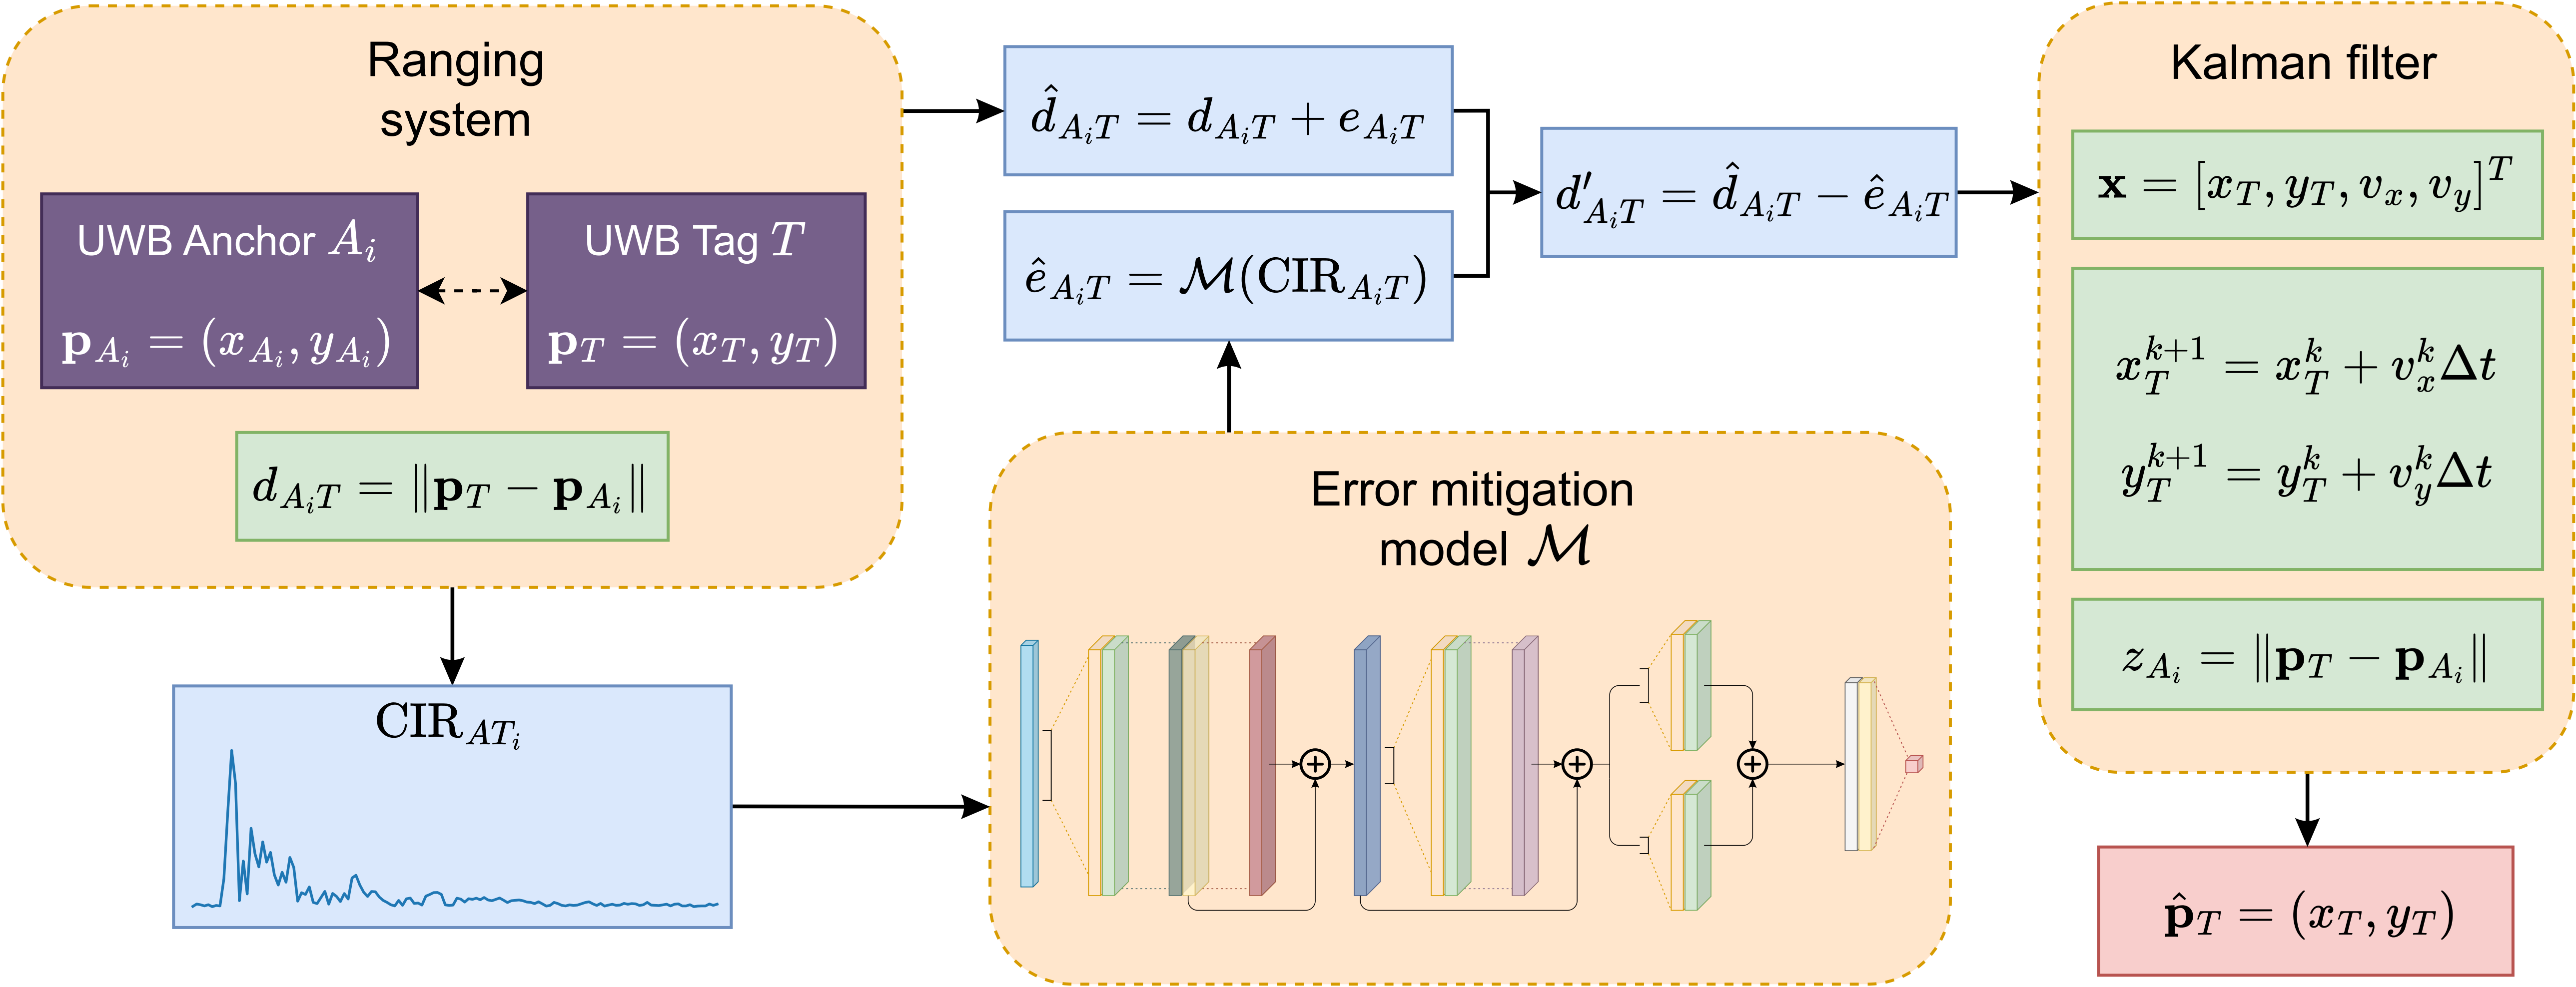 Ranging
system
UWB Anchor $A_i$
$\mathbf{p}_{A_i} = (x_{A_i}, y_{A_i})$
UWB Tag $T$
$\mathbf{p}_T = (x_T, y_T)$
$d_{A_iT} = \|\mathbf{p}_T - \mathbf{p}_{A_i}\|$
$\mathrm{CIR}_{AT_i}$
$\hat{d}_{A_iT} = d_{A_iT} + e_{A_iT}$
$\hat{e}_{A_iT} = \mathcal{M}(\mathrm{CIR}_{A_iT})$
Error mitigation
model $\mathcal{M}$
$d'_{A_iT} = \hat{d}_{A_iT} - \hat{e}_{A_iT}$
Kalman filter
$\mathbf{x} = [x_T, y_T, v_x, v_y]^T$
$x_T^{k+1} = x_T^k + v_x^k \Delta t$
$y_T^{k+1} = y_T^k + v_y^k \Delta t$
$z_{A_i} = \|\mathbf{p}_T - \mathbf{p}_{A_i}\|$
$\hat{\mathbf{p}}_T = (x_T, y_T)$